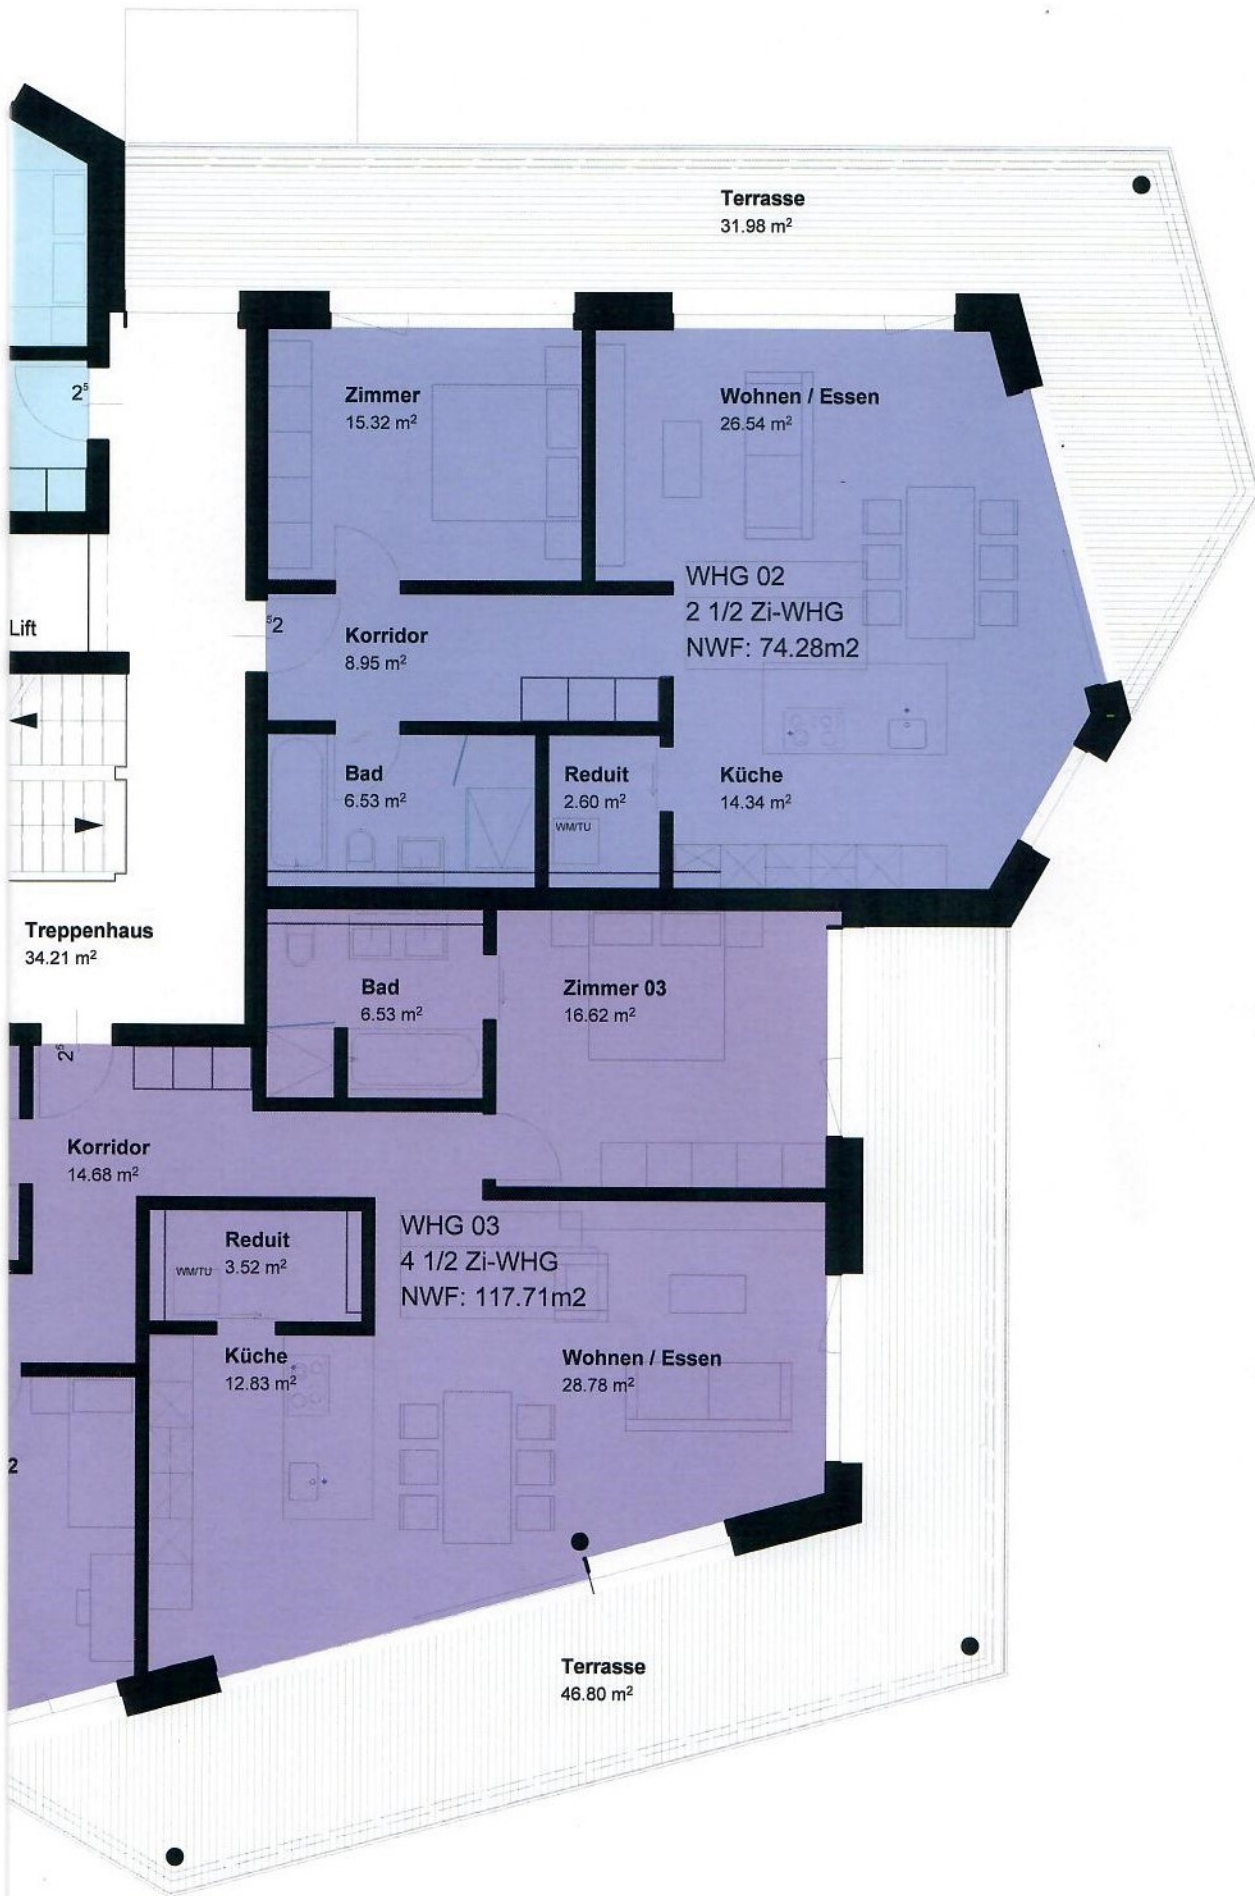 Terrasse
31.98 m²
2⁵
Zimmer
15.32 m²
Wohnen / Essen
26.54 m²
WHG 02
2 1/2 Zi-WHG
NWF: 74.28m2
Lift
⁵2
Korridor
8.95 m²
Bad
6.53 m²
Reduit
2.60 m²
WM/TU
Küche
14.34 m²
Treppenhaus
34.21 m²
Bad
6.53 m²
Zimmer 03
16.62 m²
2⁵
Korridor
14.68 m²
Reduit
3.52 m²
WM/TU
WHG 03
4 1/2 Zi-WHG
NWF: 117.71m2
Küche
12.83 m²
Wohnen / Essen
28.78 m²
2
Terrasse
46.80 m²